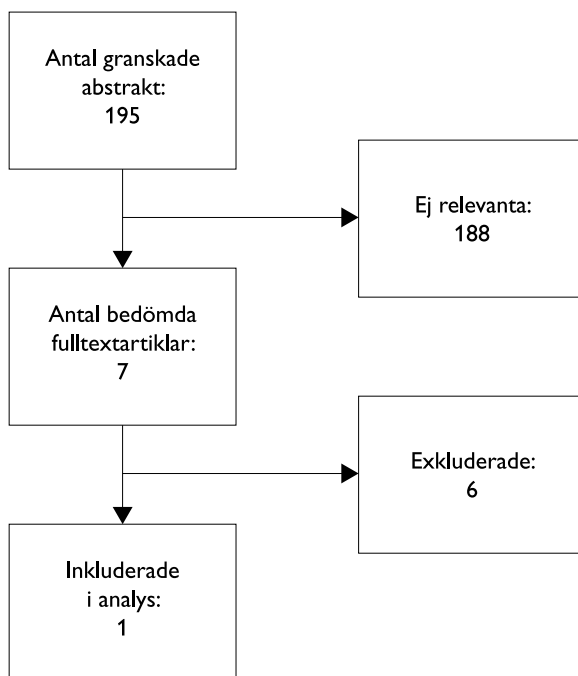 Antal granskade
abstrakt:
195
Ej relevanta:
188
Antal bedömda
fulltextartiklar:
7
Exkluderade:
6
Inkluderade
i analys:
1